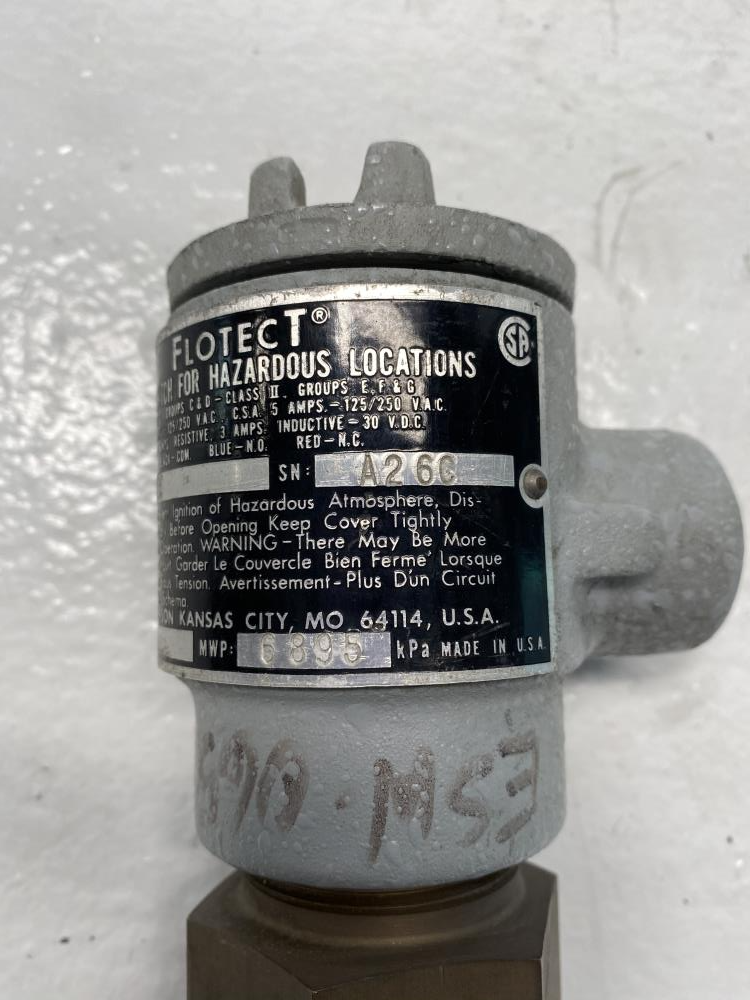 FLOTECT®
SA
FOR HAZARDOUS LOCATIONS
GROUPS C & D-CLASS II, GROUPS E, F & G
125/250 V.A.C., C.S.A. 5 AMPS.-125/250 V.A.C.
RESISTIVE, 3 AMPS. INDUCTIVE-30 V.D.C.
COM. BLUE-N.O. RED-N.C.
SN: A26C
Ignition of Hazardous Atmosphere, Dis-
Before Opening Keep Cover Tightly
WARNING-There May Be More
Garder Le Couvercle Bien Ferme' Lorsque
Tension. Avertissement-Plus D'un Circuit
KANSAS CITY, MO 64114, U.S.A.
MWP: 6895 kPa MADE IN U.S.A.